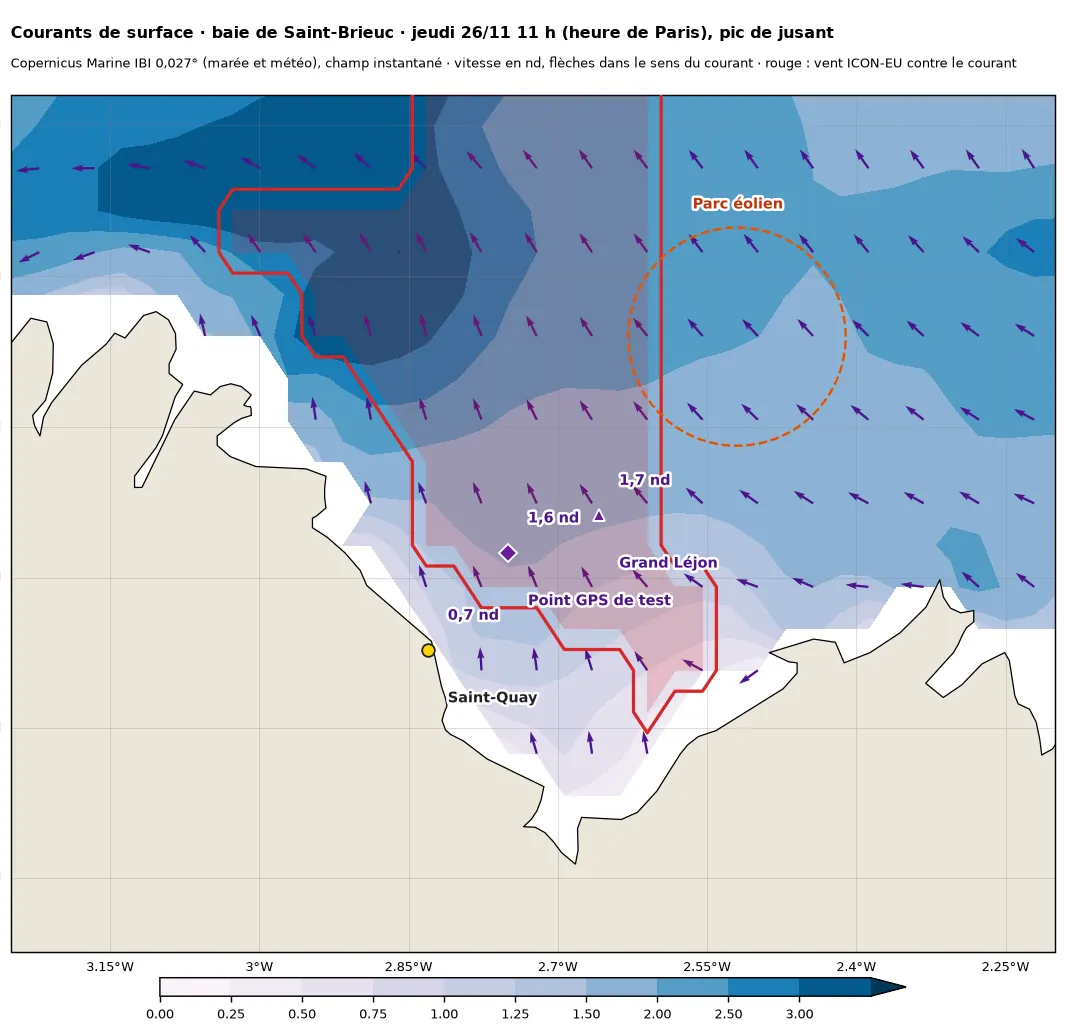 Courants de surface · baie de Saint-Brieuc · jeudi 26/11 11 h (heure de Paris), pic de jusant
Copernicus Marine IBI 0,027° (marée et météo), champ instantané · vitesse en nd, flèches dans le sens du courant · rouge : vent ICON-EU contre le courant
Parc éolien
1,7 nd
1,6 nd
Grand Léjon
Point GPS de test
0,7 nd
Saint-Quay
3.15°W 3°W 2.85°W 2.7°W 2.55°W 2.4°W 2.25°W
0.00 0.25 0.50 0.75 1.00 1.25 1.50 2.00 2.50 3.00